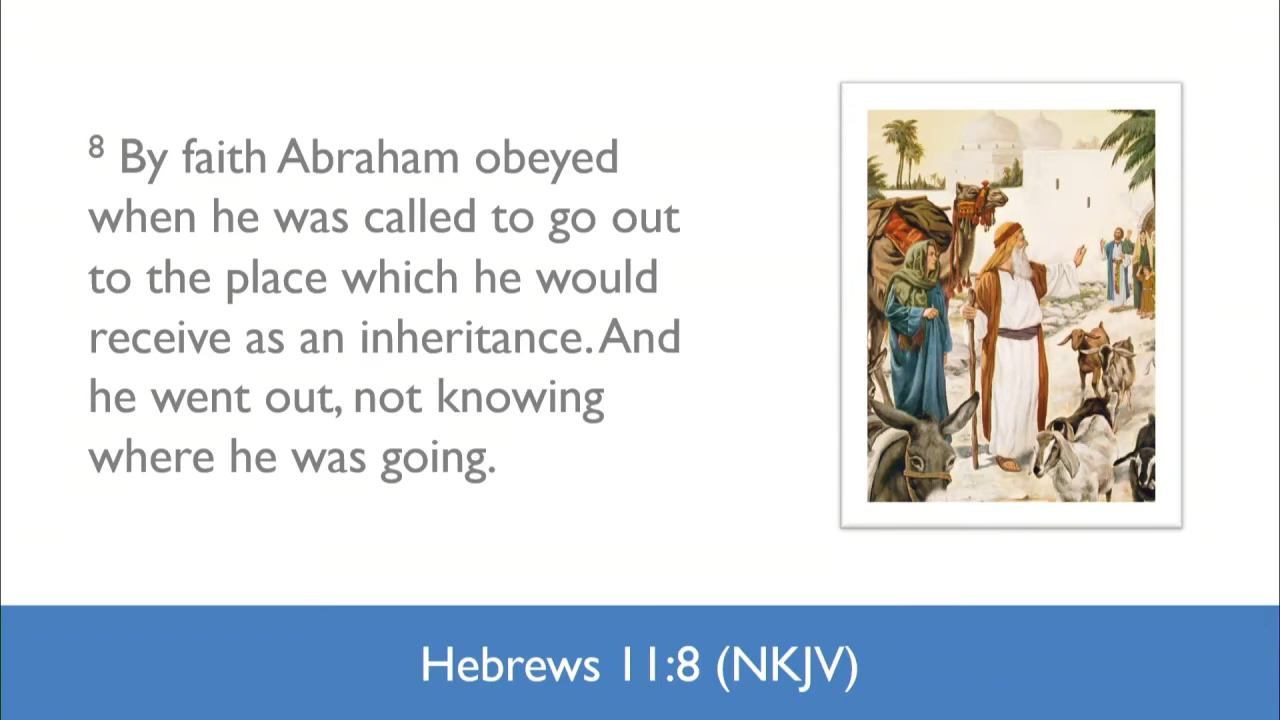 ⁸ By faith Abraham obeyed
when he was called to go out
to the place which he would
receive as an inheritance. And
he went out, not knowing
where he was going.
Hebrews 11:8 (NKJV)